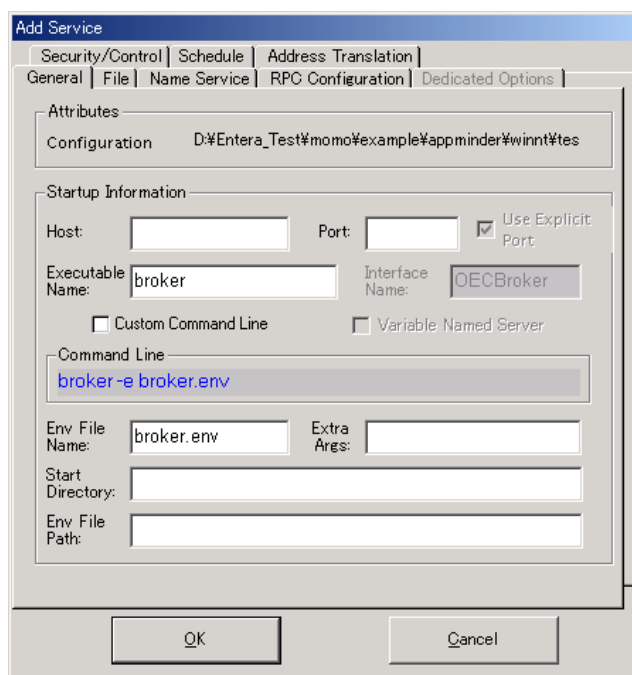 Add Service
Security/Control Schedule Address Translation
General File Name Service RPC Configuration Dedicated Options
Attributes
Configuration D:¥Entera_Test¥momo¥example¥appminder¥winnt¥tes
Startup Information
Host: Port: Use Explicit Port
Executable Name: broker Interface Name: OECBroker
Custom Command Line Variable Named Server
Command Line
broker -e broker.env
Env File Name: broker.env Extra Args:
Start Directory:
Env File Path:
OK Cancel